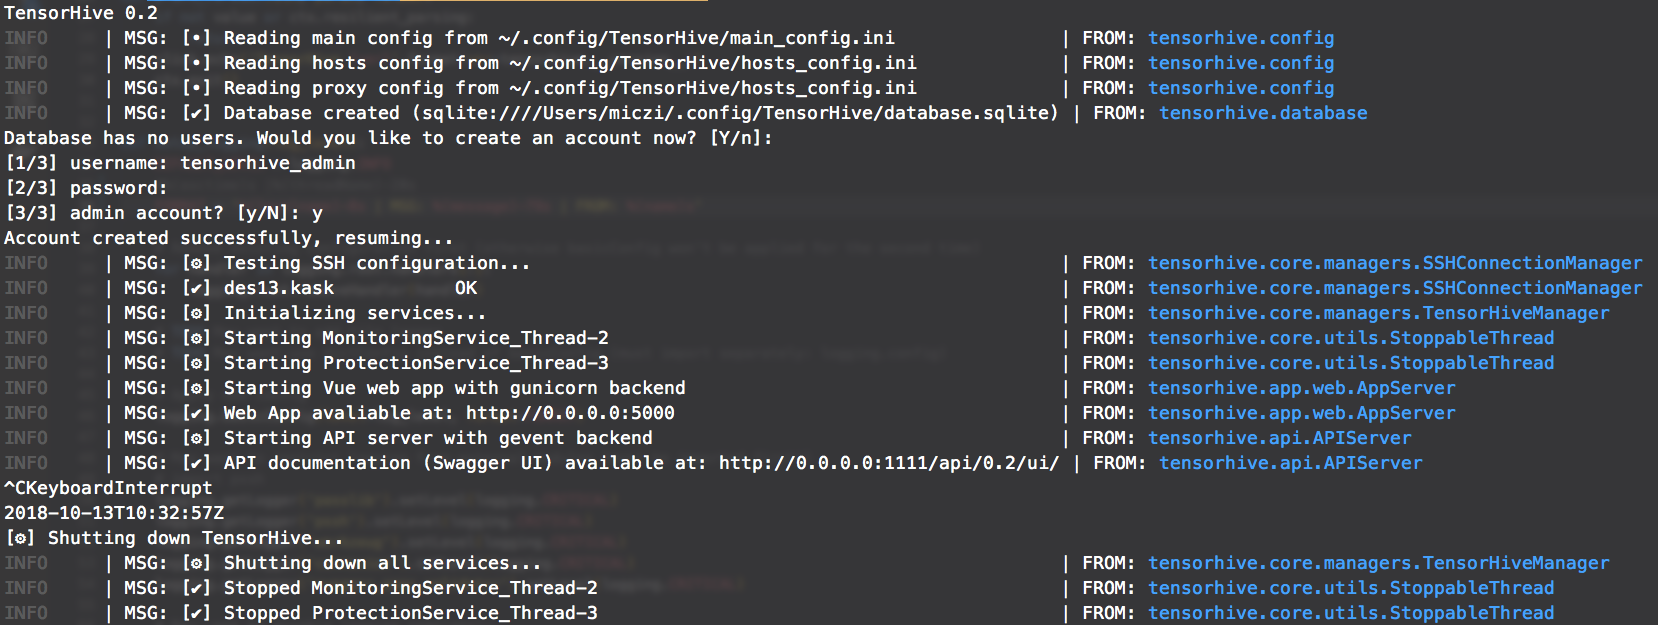 TensorHive 0.2
INFO | MSG: [•] Reading main config from ~/.config/TensorHive/main_config.ini | FROM: tensorhive.config
INFO | MSG: [•] Reading hosts config from ~/.config/TensorHive/hosts_config.ini | FROM: tensorhive.config
INFO | MSG: [•] Reading proxy config from ~/.config/TensorHive/hosts_config.ini | FROM: tensorhive.config
INFO | MSG: [✔] Database created (sqlite:////Users/miczi/.config/TensorHive/database.sqlite) | FROM: tensorhive.database
Database has no users. Would you like to create an account now? [Y/n]:
[1/3] username: tensorhive_admin
[2/3] password:
[3/3] admin account? [y/N]: y
Account created successfully, resuming...
INFO | MSG: [⚙] Testing SSH configuration... | FROM: tensorhive.core.managers.SSHConnectionManager
INFO | MSG: [✔] des13.kask OK | FROM: tensorhive.core.managers.SSHConnectionManager
INFO | MSG: [⚙] Initializing services... | FROM: tensorhive.core.managers.TensorHiveManager
INFO | MSG: [⚙] Starting MonitoringService_Thread-2 | FROM: tensorhive.core.utils.StoppableThread
INFO | MSG: [⚙] Starting ProtectionService_Thread-3 | FROM: tensorhive.core.utils.StoppableThread
INFO | MSG: [⚙] Starting Vue web app with gunicorn backend | FROM: tensorhive.app.web.AppServer
INFO | MSG: [✔] Web App avaliable at: http://0.0.0.0:5000 | FROM: tensorhive.app.web.AppServer
INFO | MSG: [⚙] Starting API server with gevent backend | FROM: tensorhive.api.APIServer
INFO | MSG: [✔] API documentation (Swagger UI) available at: http://0.0.0.0:1111/api/0.2/ui/ | FROM: tensorhive.api.APIServer
^CKeyboardInterrupt
2018-10-13T10:32:57Z
[⚙] Shutting down TensorHive...
INFO | MSG: [⚙] Shutting down all services... | FROM: tensorhive.core.managers.TensorHiveManager
INFO | MSG: [✔] Stopped MonitoringService_Thread-2 | FROM: tensorhive.core.utils.StoppableThread
INFO | MSG: [✔] Stopped ProtectionService_Thread-3 | FROM: tensorhive.core.utils.StoppableThread